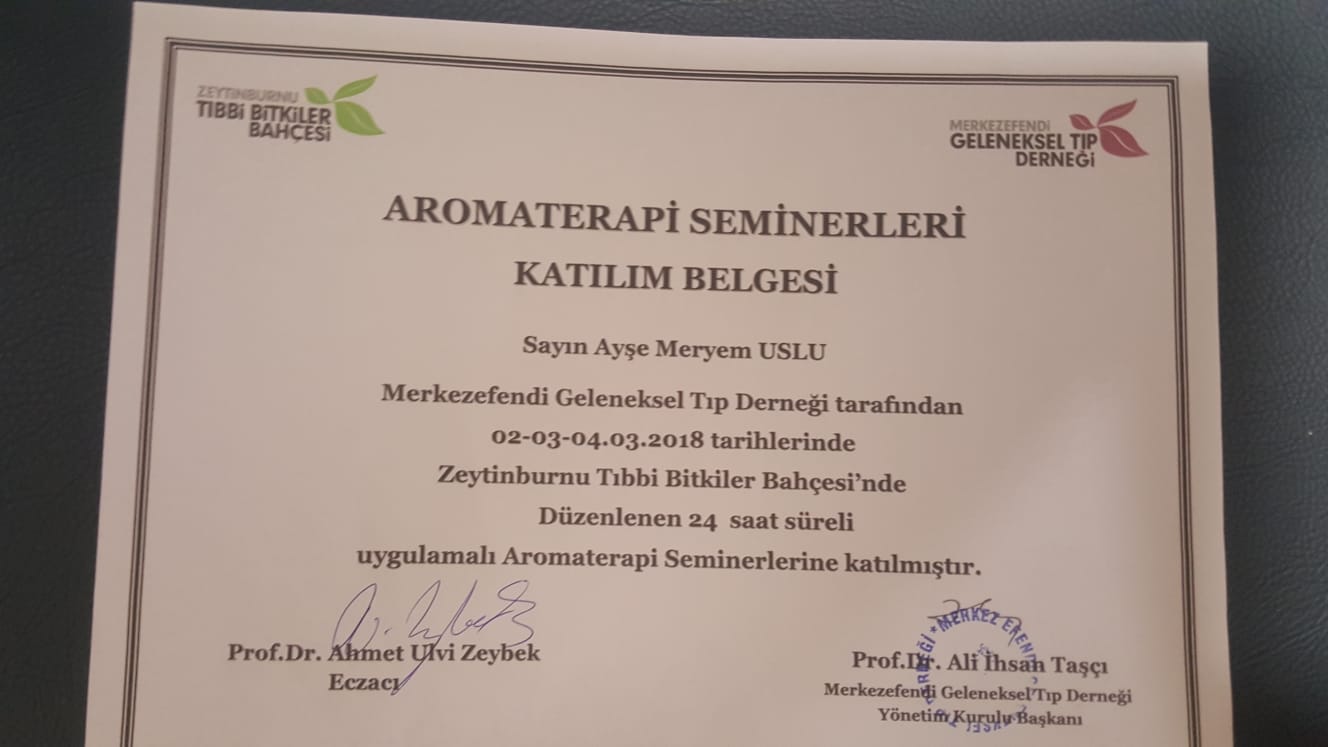 ZEYTİNBURNU
TIBBİ BİTKİLER
BAHÇESİ
MERKEZEFENDİ
GELENEKSEL TIP
DERNEĞİ
AROMATERAPİ SEMİNERLERİ
KATILIM BELGESİ
Sayın Ayşe Meryem USLU
Merkezefendi Geleneksel Tıp Derneği tarafından
02-03-04.03.2018 tarihlerinde
Zeytinburnu Tıbbi Bitkiler Bahçesi’nde
Düzenlenen 24 saat süreli
uygulamalı Aromaterapi Seminerlerine katılmıştır.
Prof.Dr. Ahmet Ulvi Zeybek
Eczacı
MERKEZ
Prof.Dr. Ali İhsan Taşçı
Merkezefendi Geleneksel Tıp Derneği
Yönetim Kurulu Başkanı